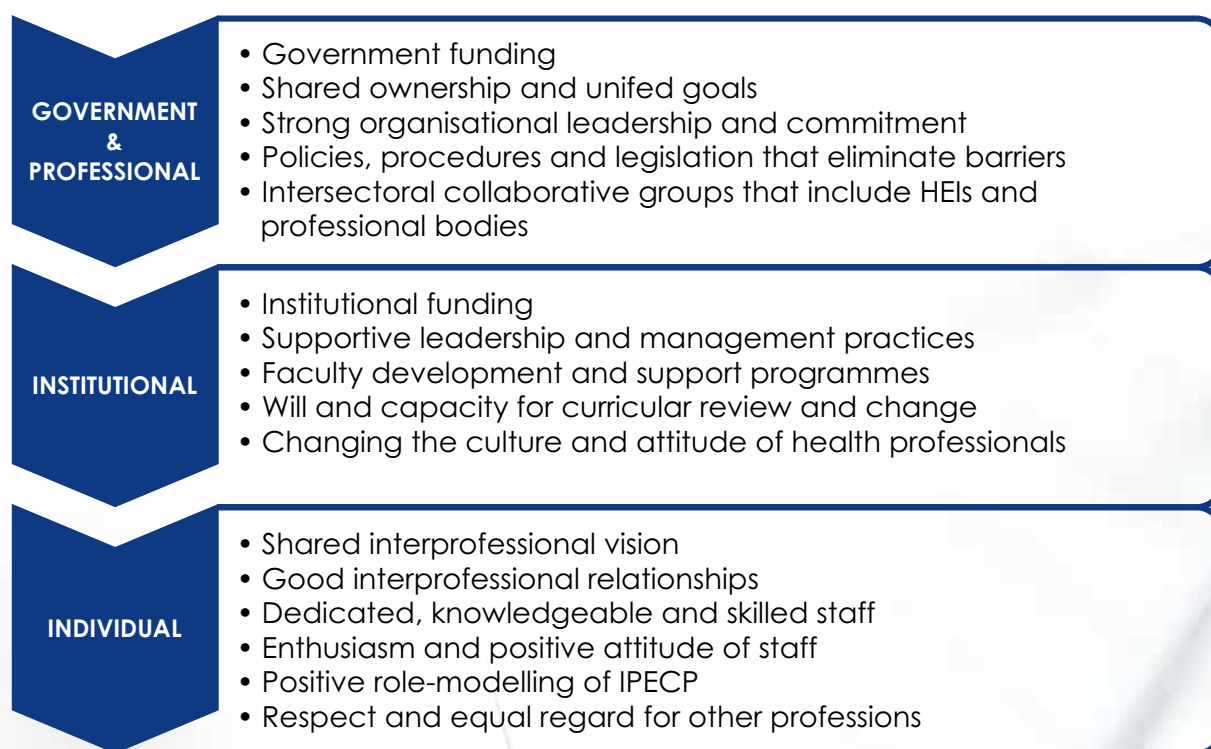 GOVERNMENT
&
PROFESSIONAL
• Government funding
• Shared ownership and unifed goals
• Strong organisational leadership and commitment
• Policies, procedures and legislation that eliminate barriers
• Intersectoral collaborative groups that include HEIs and
professional bodies
INSTITUTIONAL
• Institutional funding
• Supportive leadership and management practices
• Faculty development and support programmes
• Will and capacity for curricular review and change
• Changing the culture and attitude of health professionals
INDIVIDUAL
• Shared interprofessional vision
• Good interprofessional relationships
• Dedicated, knowledgeable and skilled staff
• Enthusiasm and positive attitude of staff
• Positive role-modelling of IPECP
• Respect and equal regard for other professions